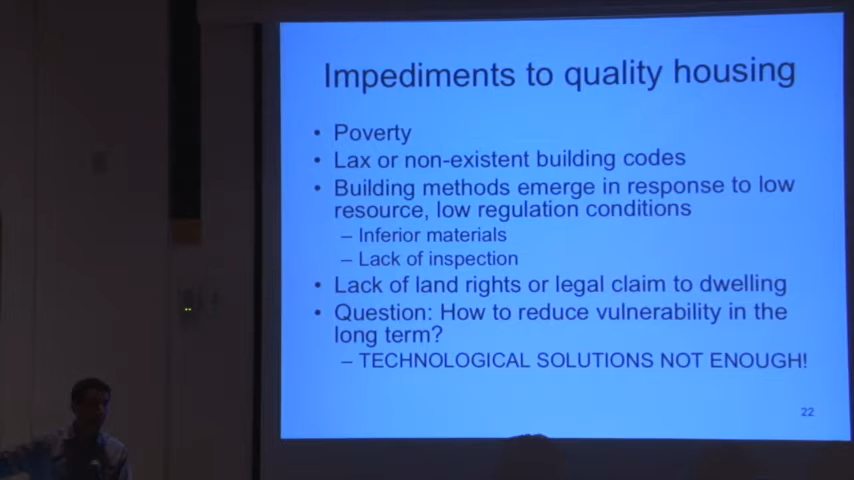 Impediments to quality housing
• Poverty
• Lax or non-existent building codes
• Building methods emerge in response to low
resource, low regulation conditions
– Inferior materials
– Lack of inspection
• Lack of land rights or legal claim to dwelling
• Question: How to reduce vulnerability in the
long term?
– TECHNOLOGICAL SOLUTIONS NOT ENOUGH!
22